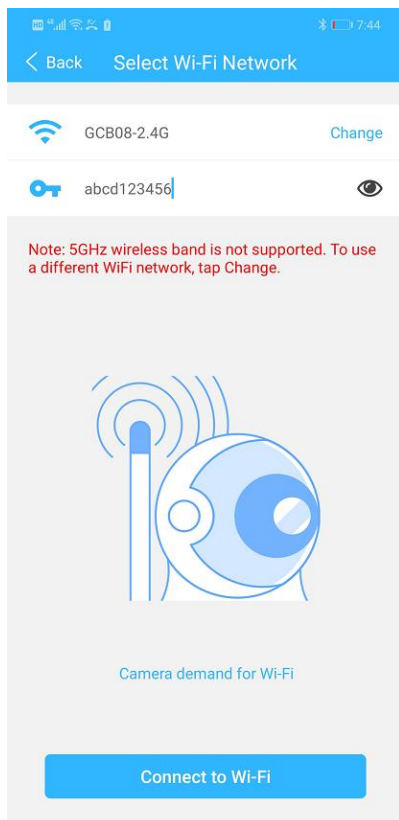 HD 7:44
Back Select Wi-Fi Network
GCB08-2.4G Change
abcd123456
Note: 5GHz wireless band is not supported. To use
a different WiFi network, tap Change.
Camera demand for Wi-Fi
Connect to Wi-Fi